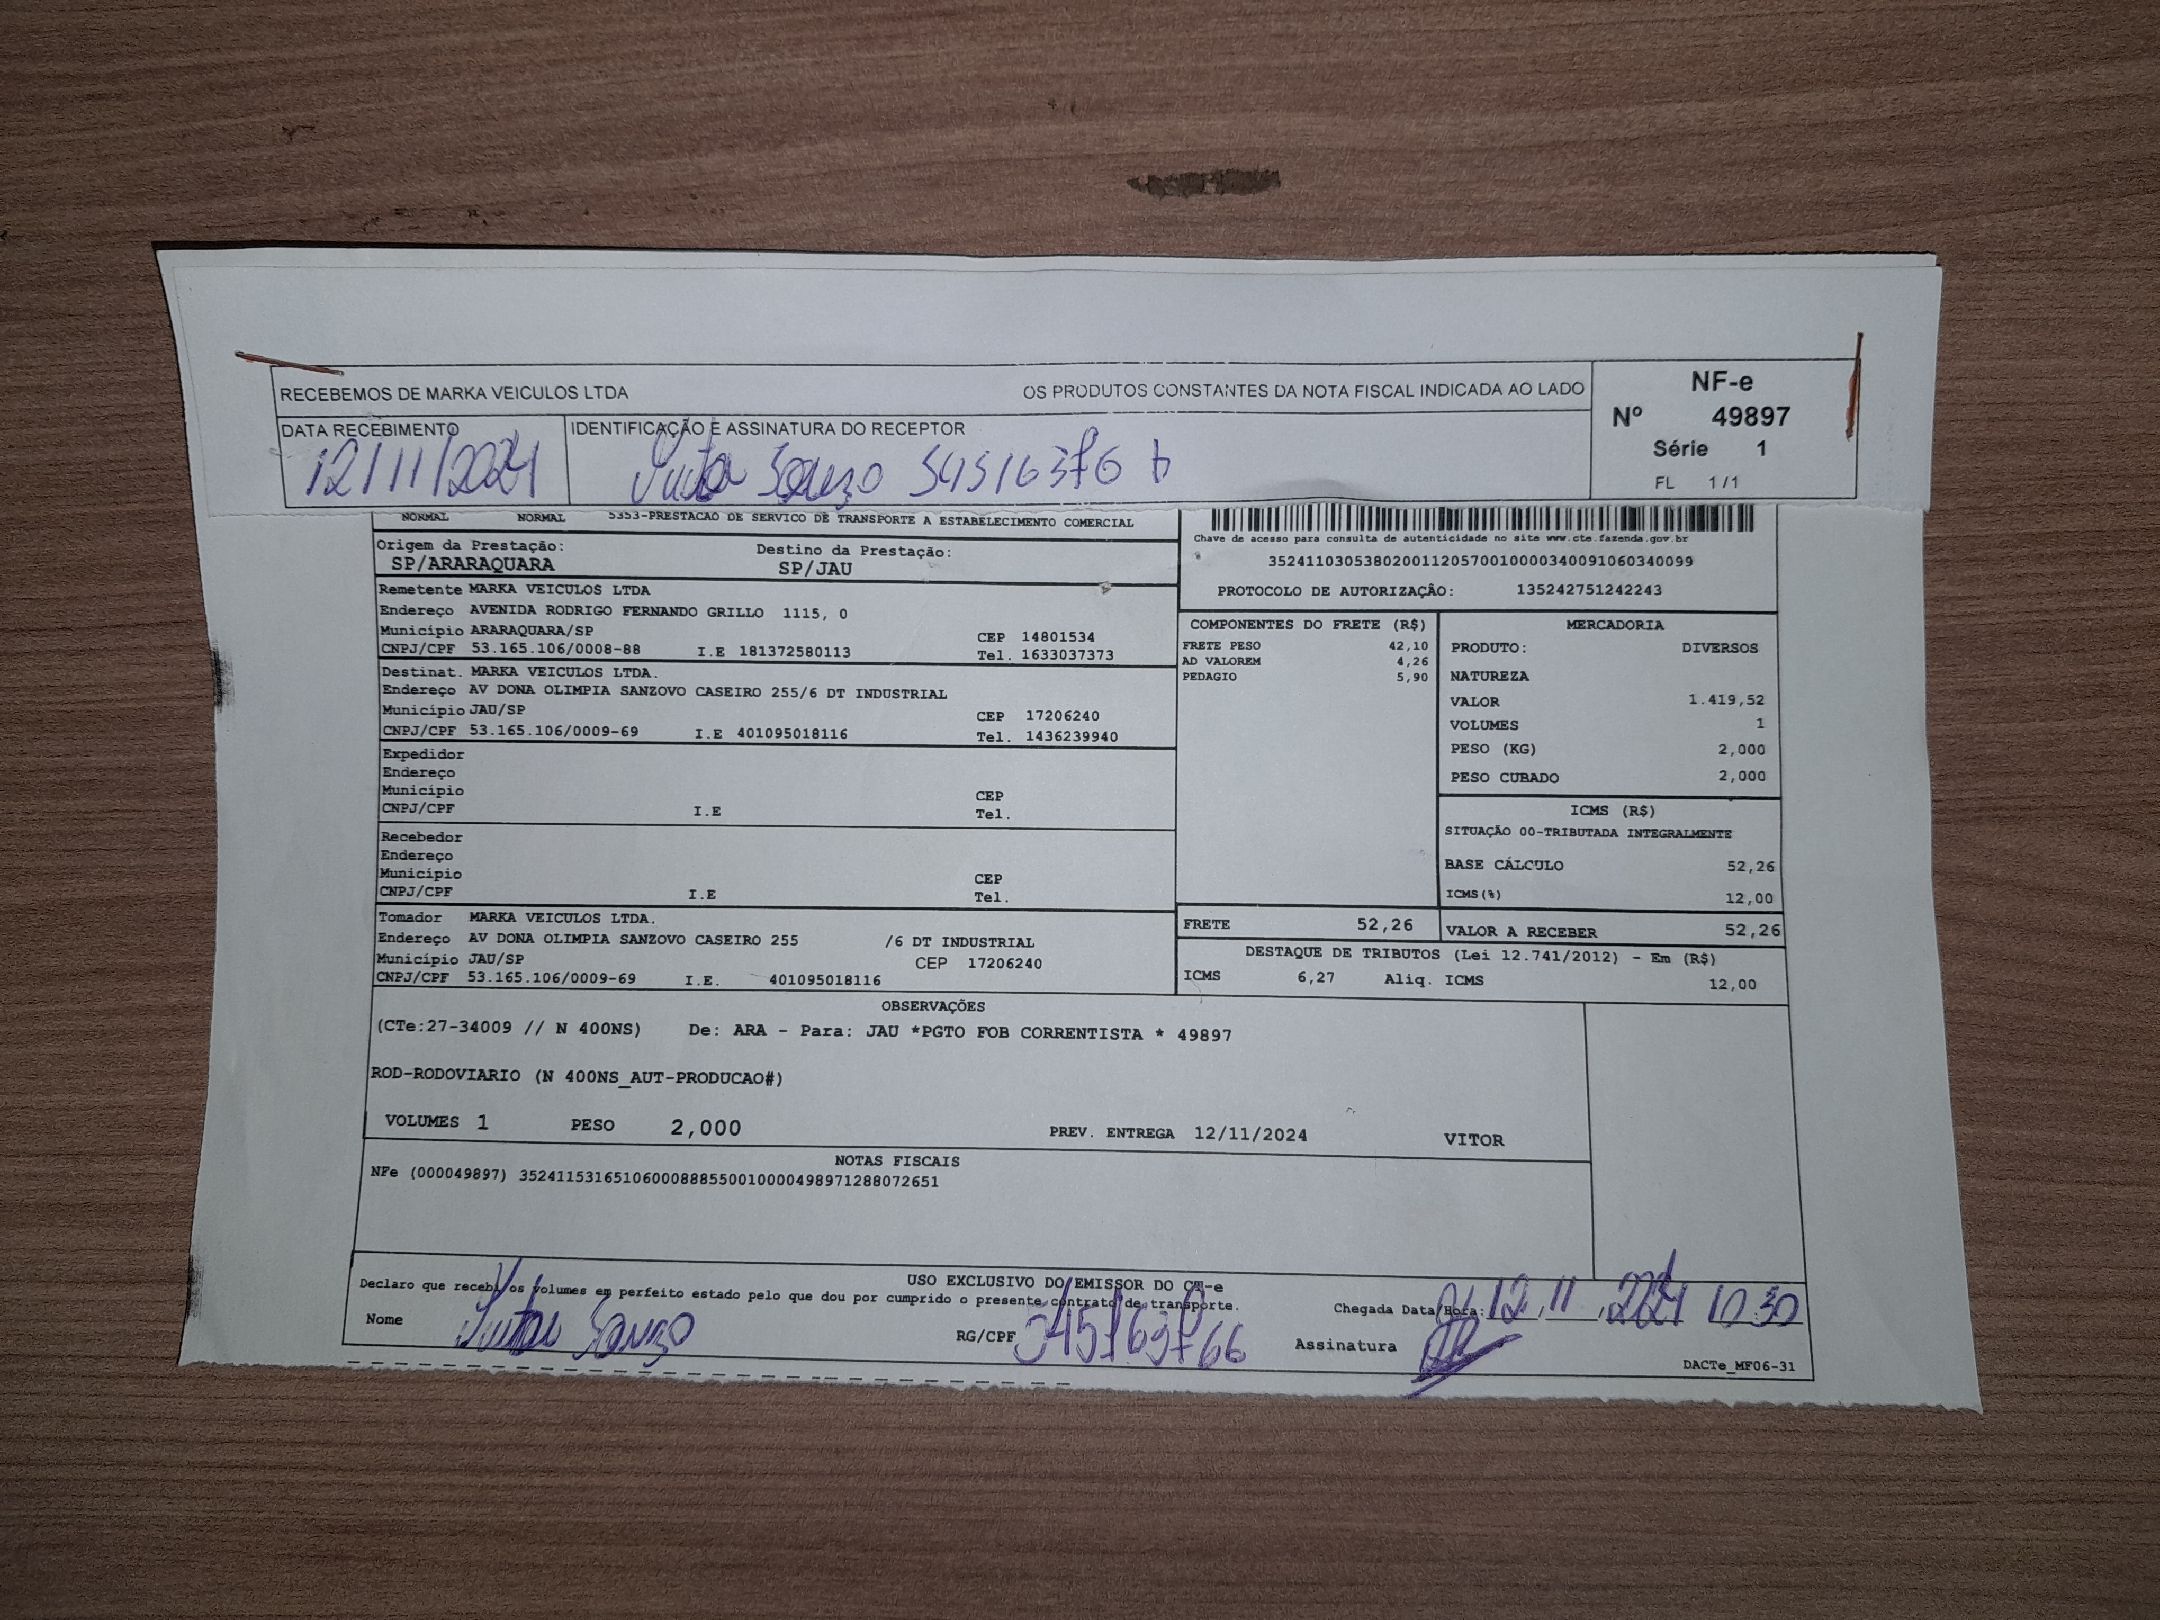 RECEBEMOS DE MARKA VEICULOS LTDA OS PRODUTOS CONSTANTES DA NOTA FISCAL INDICADA AO LADO
NF-e
Nº 49897
Série 1
FL 1/1
DATA RECEBIMENTO
12/11/2024
IDENTIFICAÇÃO E ASSINATURA DO RECEPTOR
NORMAL NORMAL 5353-PRESTACAO DE SERVICO DE TRANSPORTE A ESTABELECIMENTO COMERCIAL
Origem da Prestação: Destino da Prestação:
SP/ARARAQUARA SP/JAU
Chave de acesso para consulta de autenticidade no site www.cte.fazenda.gov.br
35241103053802001120570010000340091060340099
PROTOCOLO DE AUTORIZAÇÃO: 135242751242243
Remetente MARKA VEICULOS LTDA
Endereço AVENIDA RODRIGO FERNANDO GRILLO 1115, 0
Município ARARAQUARA/SP CEP 14801534
CNPJ/CPF 53.165.106/0008-88 I.E 181372580113 Tel. 1633037373
Destinat. MARKA VEICULOS LTDA.
Endereço AV DONA OLIMPIA SANZOVO CASEIRO 255/6 DT INDUSTRIAL
Município JAU/SP CEP 17206240
CNPJ/CPF 53.165.106/0009-69 I.E 401095018116 Tel. 1436239940
Expedidor
Endereço
Município CEP
CNPJ/CPF I.E Tel.
Recebedor
Endereço
Município CEP
CNPJ/CPF I.E Tel.
Tomador MARKA VEICULOS LTDA.
Endereço AV DONA OLIMPIA SANZOVO CASEIRO 255 /6 DT INDUSTRIAL
Município JAU/SP CEP 17206240
CNPJ/CPF 53.165.106/0009-69 I.E. 401095018116
COMPONENTES DO FRETE (R$)
FRETE PESO 42,10
AD VALOREM 4,26
PEDAGIO 5,90
MERCADORIA
PRODUTO: DIVERSOS
NATUREZA
VALOR 1.419,52
VOLUMES 1
PESO (KG) 2,000
PESO CUBADO 2,000
ICMS (R$)
SITUAÇÃO 00-TRIBUTADA INTEGRALMENTE
BASE CÁLCULO 52,26
ICMS(%) 12,00
FRETE 52,26 VALOR A RECEBER 52,26
DESTAQUE DE TRIBUTOS (Lei 12.741/2012) - Em (R$)
ICMS 6,27 Aliq. ICMS 12,00
OBSERVAÇÕES
(CTe:27-34009 // N 400NS) De: ARA - Para: JAU *PGTO FOB CORRENTISTA * 49897
ROD-RODOVIARIO (N 400NS_AUT-PRODUCAO#)
VOLUMES 1 PESO 2,000 PREV. ENTREGA 12/11/2024 VITOR
NOTAS FISCAIS
NFe (000049897) 35241153165106000888550010000498971288072651
USO EXCLUSIVO DO EMISSOR DO CT-e
Declaro que recebi os volumes em perfeito estado pelo que dou por cumprido o presente contrato de transporte.
Chegada Data/Hora: 12 11 2024 10 30
Nome RG/CPF Assinatura
DACTe_MF06-31